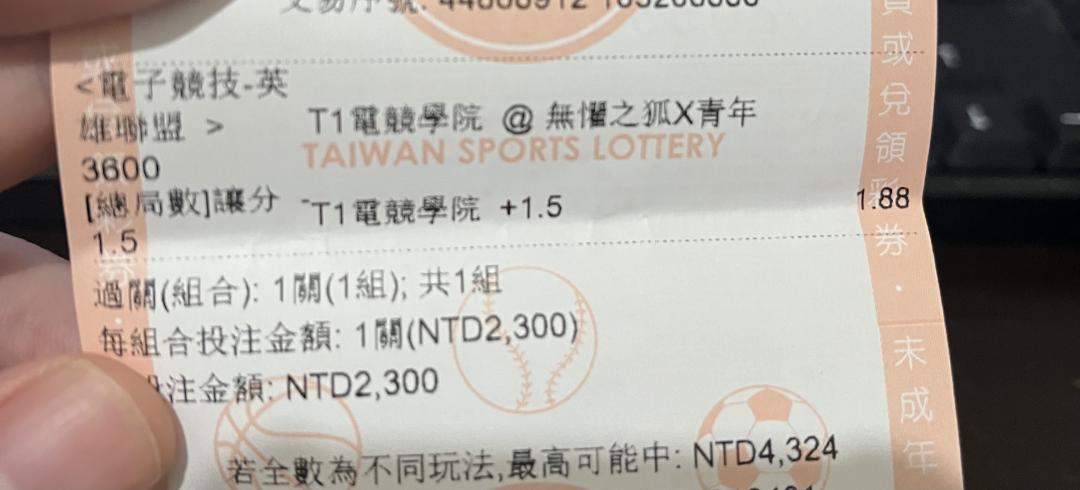 <電子競技-英
雄聯盟 >
T1電競學院 @ 無懼之狐X青年
TAIWAN SPORTS LOTTERY
3600
[總局數]讓分
T1電競學院 +1.5
1.88
1.5
過關(組合): 1關(1組); 共1組
每組合投注金額: 1關(NTD2,300)
投注金額: NTD2,300
若全數為不同玩法,最高可能中: NTD4,324
或兌領彩券.未成年